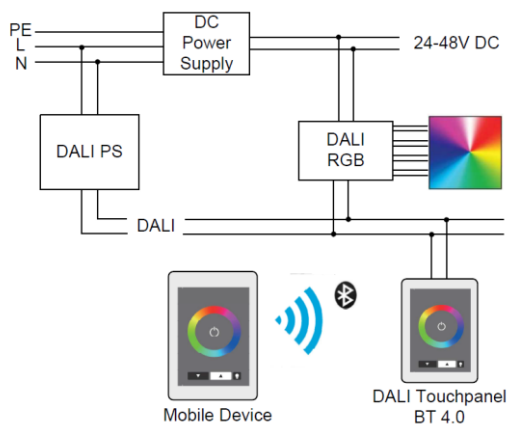 PE
L
N
DC
Power
Supply
24-48V DC
DALI PS
DALI
RGB
DALI
Mobile Device
DALI Touchpanel
BT 4.0